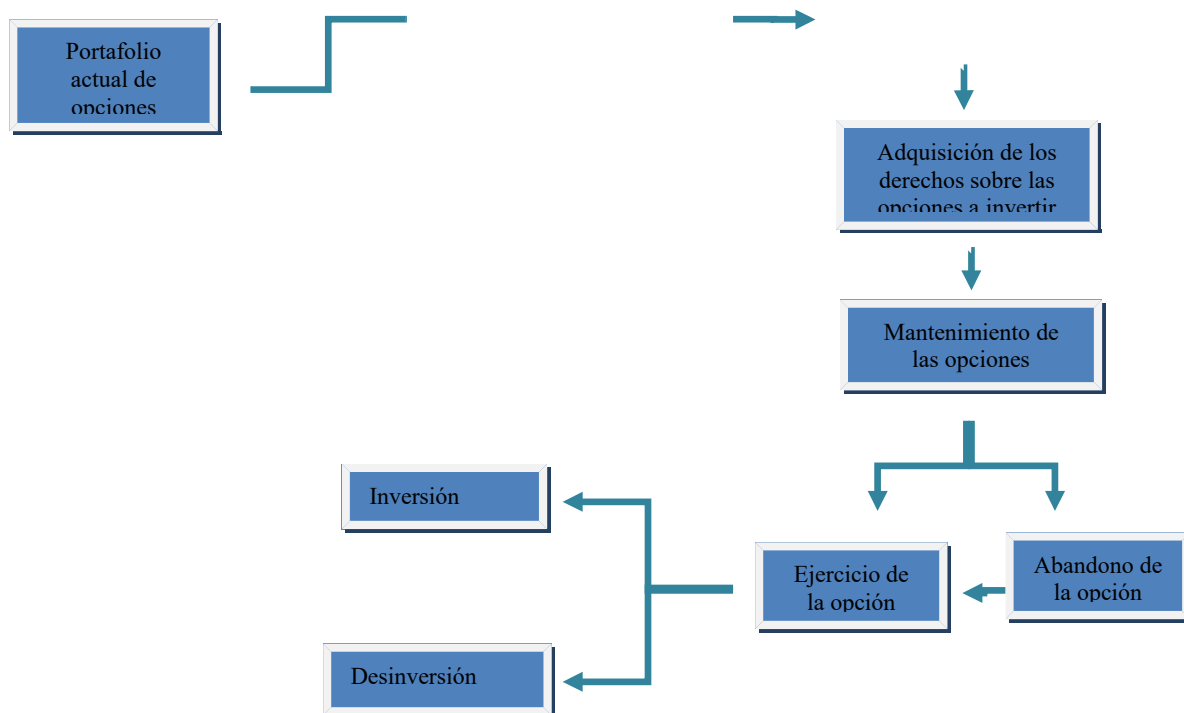 Portafolio
actual de
opciones
Adquisición de los
derechos sobre las
opciones a invertir
Mantenimiento de
las opciones
Inversión
Ejercicio de
la opción
Abandono de
la opción
Desinversión